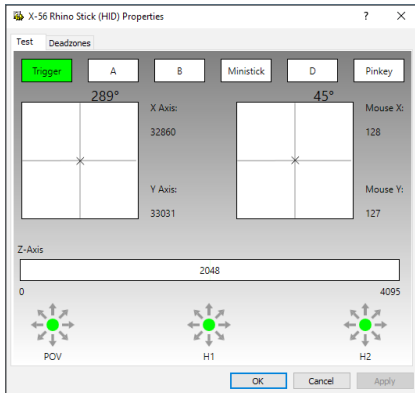 X-56 Rhino Stick (HID) Properties ? X
Test Deadzones
Trigger A B Ministick D Pinkey
289° 45°
X Axis: Mouse X:
32860 128
Y Axis: Mouse Y:
33031 127
Z-Axis
2048
0 4095
POV H1 H2
OK Cancel Apply